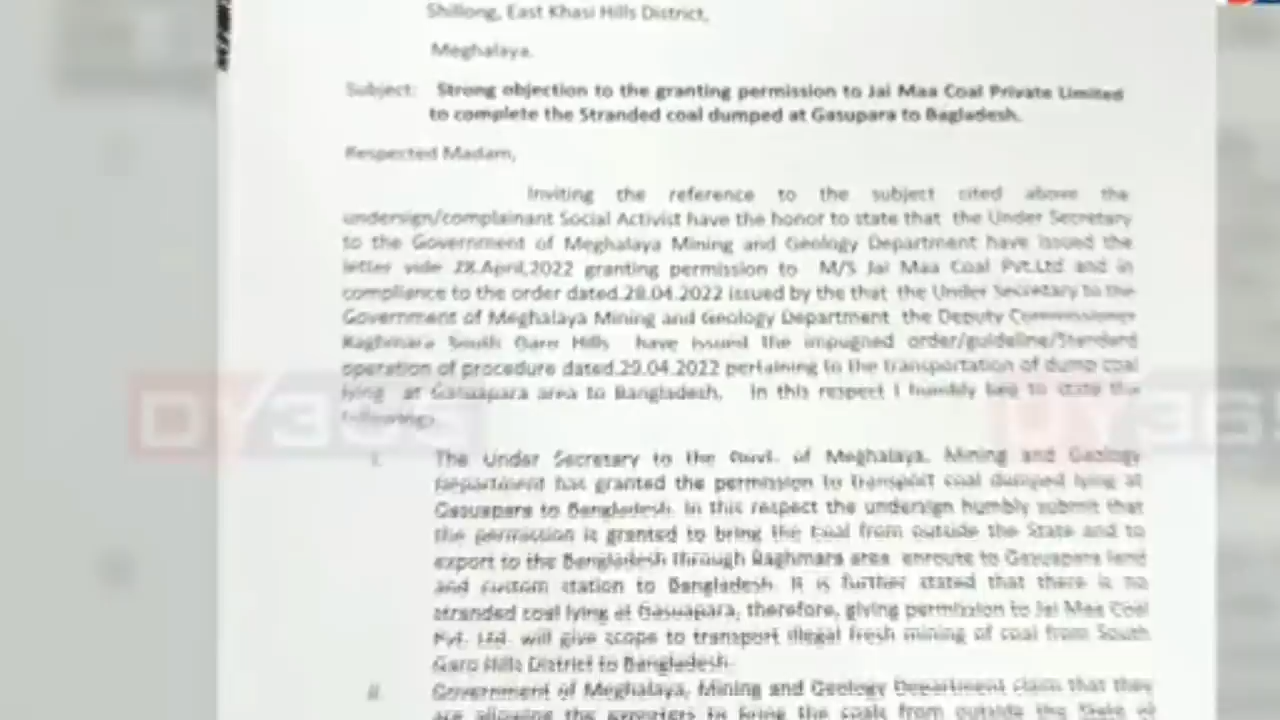 Shillong, East Khasi Hills District,
Meghalaya.
Subject: Strong objection to the granting permission to Jai Maa Coal Private Limited
to complete the Stranded coal dumped at Gasupara to Bagladesh.
Respected Madam,
Inviting the reference to the subject cited above the
undersign/complainant Social Activist have the honor to state that the Under Secretary
to the Government of Meghalaya Mining and Geology Department have issued the
letter vide 28.April,2022 granting permission to M/S Jai Maa Coal Pvt.Ltd and in
compliance to the order dated.28.04.2022 issued by the that the Under Secretary to the
Government of Meghalaya Mining and Geology Department the Deputy Commissioner
Baghmara South Garo Hills have issued the impugned order/guideline/Standard
operation of procedure dated.29.04.2022 pertaining to the transportation of dump coal
lying at Gasuapara area to Bangladesh. In this respect I humbly beg to state the
followings.
DY365
DY365
i. The Under Secretary to the Govt. of Meghalaya, Mining and Geology
Department has granted the permission to transport coal dumped lying at
Gasuapara to Bangladesh. In this respect the undersign humbly submit that
the permission is granted to bring the coal from outside the State and to
export to the Bangladesh through Baghmara area enroute to Gasuapara land
and custom station to Bangladesh. It is further stated that there is no
stranded coal lying at Gasuapara, therefore, giving permission to Jai Maa Coal
Pvt. Ltd. will give scope to transport illegal fresh mining of coal from South
Garo Hills District to Bangladesh.
ii. Government of Meghalaya, Mining and Geology Department claim that they
are allowing the exporters to bring the coals from outside the State of